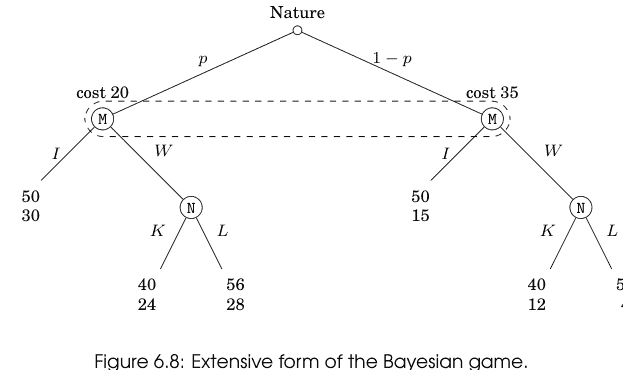 Nature
p 1 − p
cost 20 cost 35
M M
I W I W
50 50
30 N 15 N
K L K L
40 56 40 5
24 28 12
Figure 6.8: Extensive form of the Bayesian game.